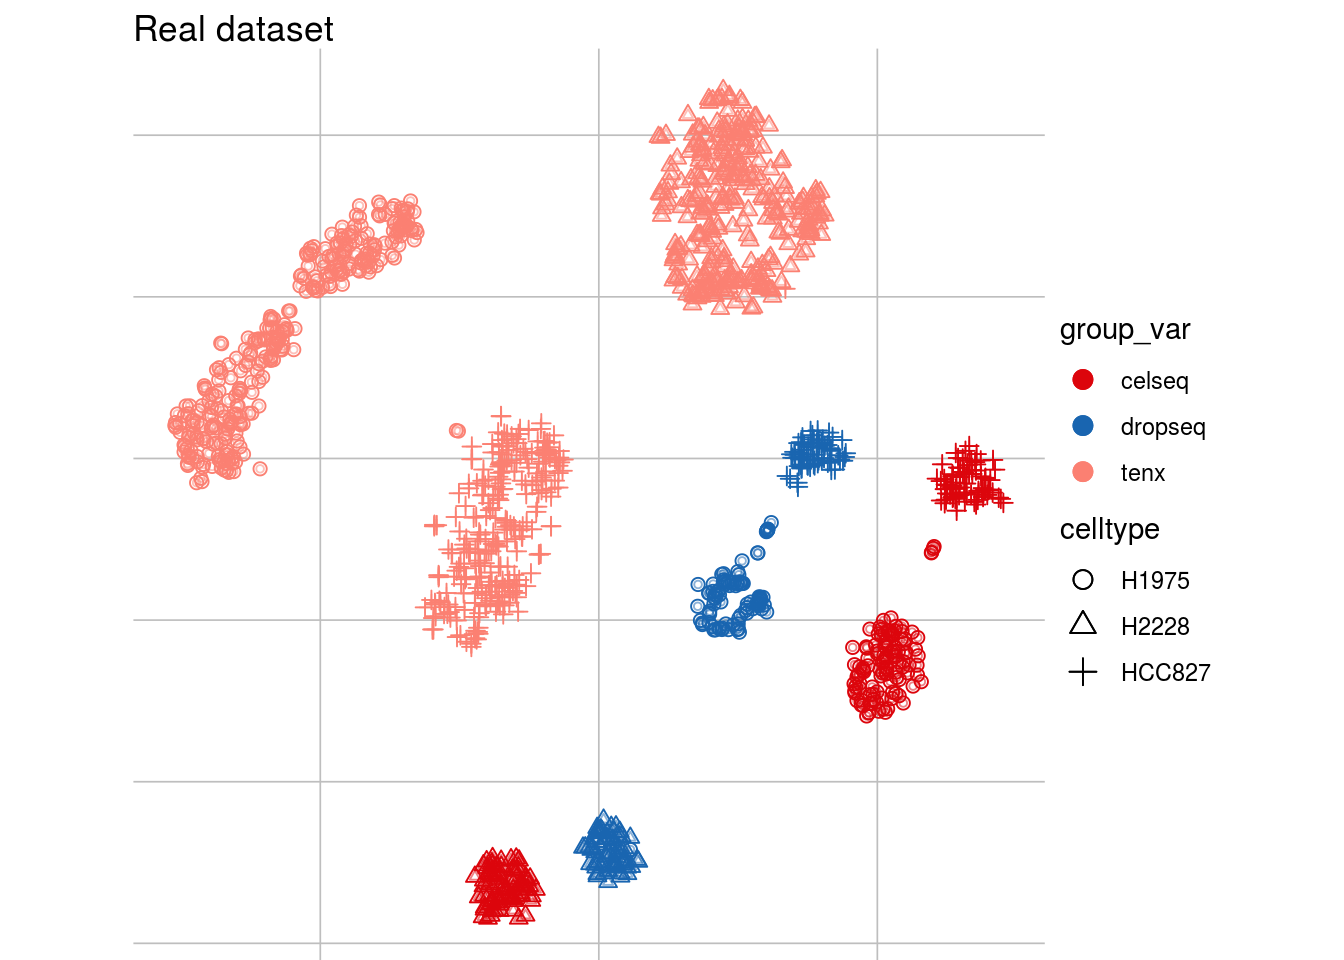 Real dataset
group_var
celseq
dropseq
tenx
celltype
H1975
H2228
HCC827